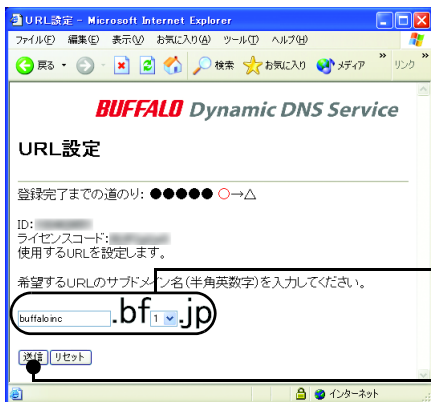 URL設定 - Microsoft Internet Explorer
ファイル(F) 編集(E) 表示(V) お気に入り(A) ツール(T) ヘルプ(H)
戻る 検索 お気に入り メディア » リンク »
BUFFALO Dynamic DNS Service
URL設定
登録完了までの道のり: ●●●●● ○→△
ID:
ライセンスコード:
使用するURLを設定します。
希望するURLのサブドメイン名(半角英数字)を入力してください。
buffaloinc .bf 1 .jp
送信 リセット
インターネット